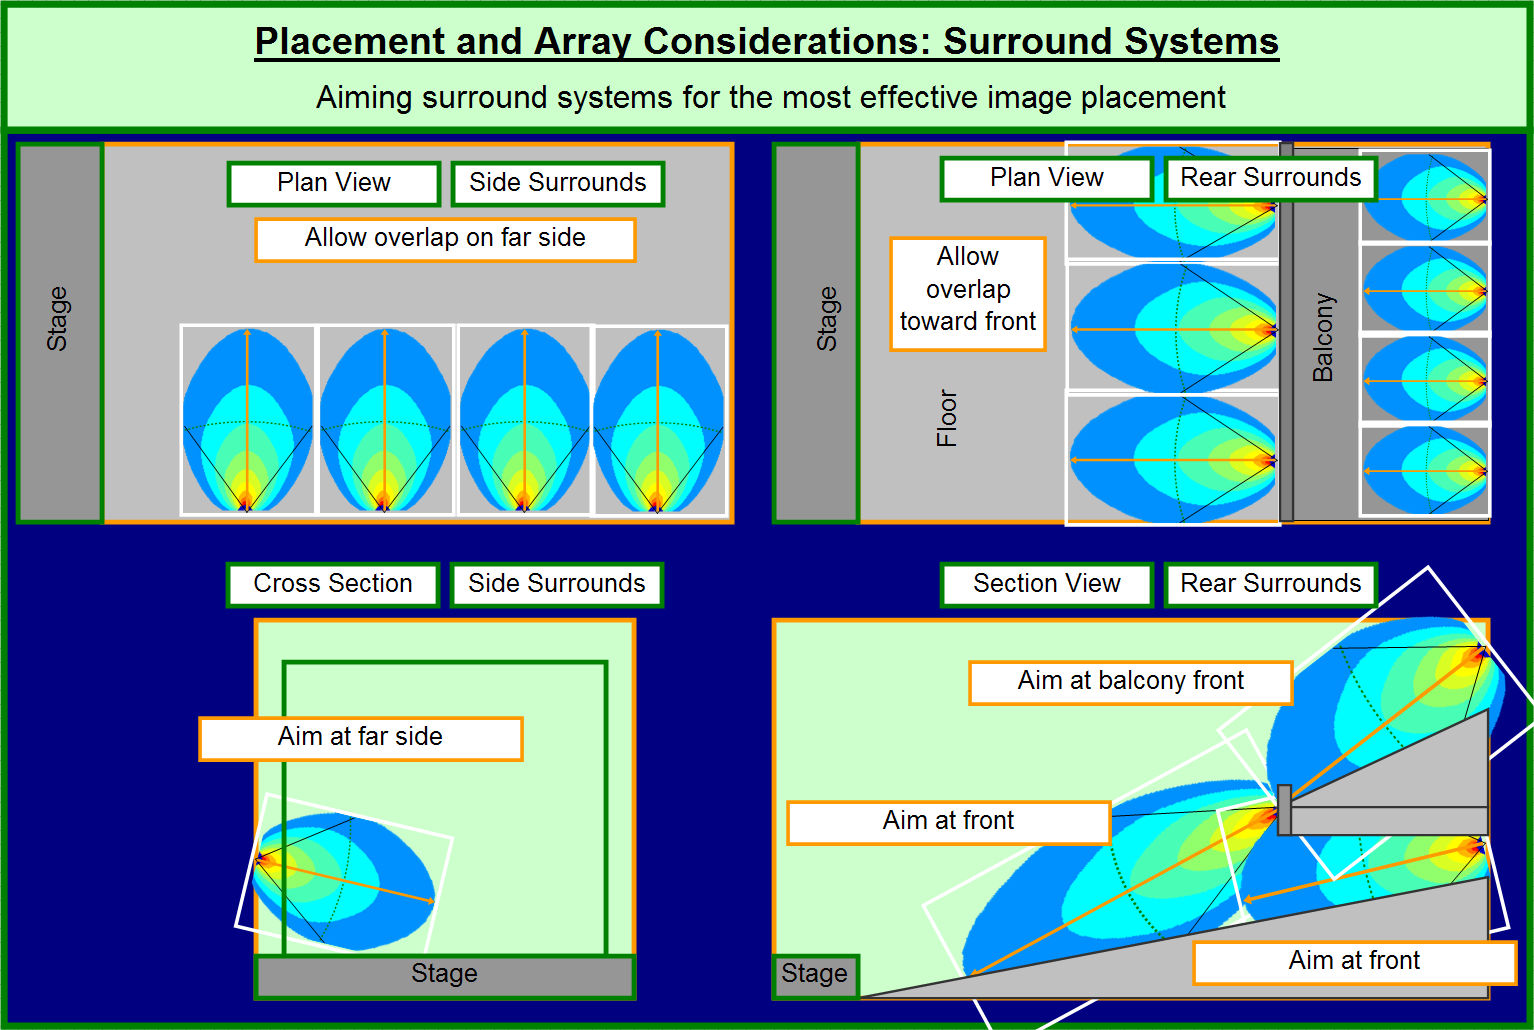 Placement and Array Considerations: Surround Systems
Aiming surround systems for the most effective image placement
Plan View
Side Surrounds
Allow overlap on far side
Stage
Plan View
Rear Surrounds
Allow
overlap
toward front
Stage
Floor
Balcony
Cross Section
Side Surrounds
Aim at far side
Stage
Section View
Rear Surrounds
Aim at balcony front
Aim at front
Aim at front
Stage